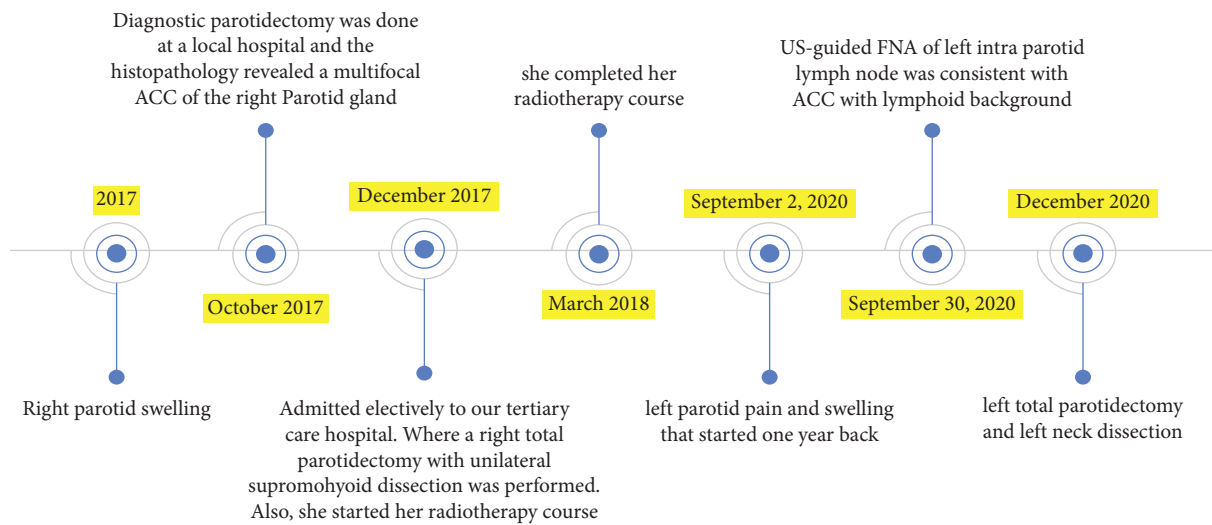 2017
Right parotid swelling
Diagnostic parotidectomy was done
at a local hospital and the
histopathology revealed a multifocal
ACC of the right Parotid gland
October 2017
December 2017
Admitted electively to our tertiary
care hospital. Where a right total
parotidectomy with unilateral
supromohyoid dissection was performed.
Also, she started her radiotherapy course
she completed her
radiotherapy course
March 2018
September 2, 2020
left parotid pain and swelling
that started one year back
US-guided FNA of left intra parotid
lymph node was consistent with
ACC with lymphoid background
September 30, 2020
December 2020
left total parotidectomy
and left neck dissection